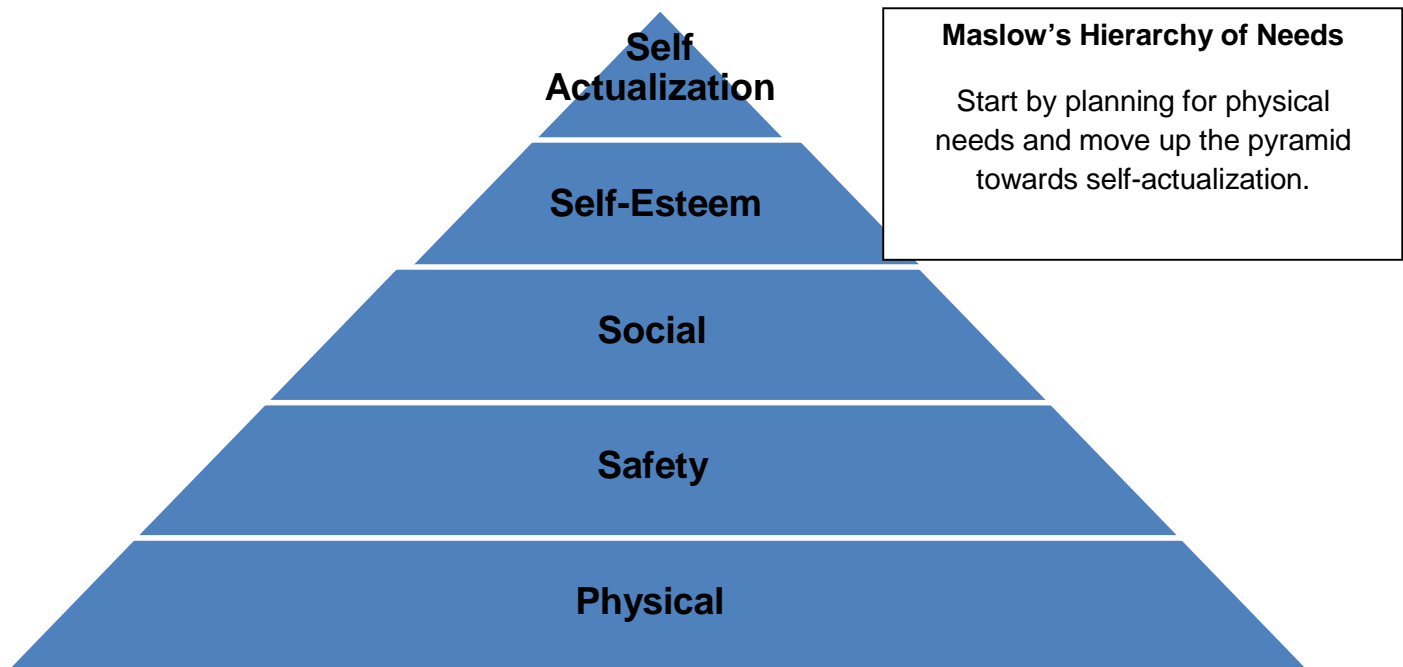 Self
Actualization
Self-Esteem
Social
Safety
Physical
Maslow’s Hierarchy of Needs
Start by planning for physical
needs and move up the pyramid
towards self-actualization.